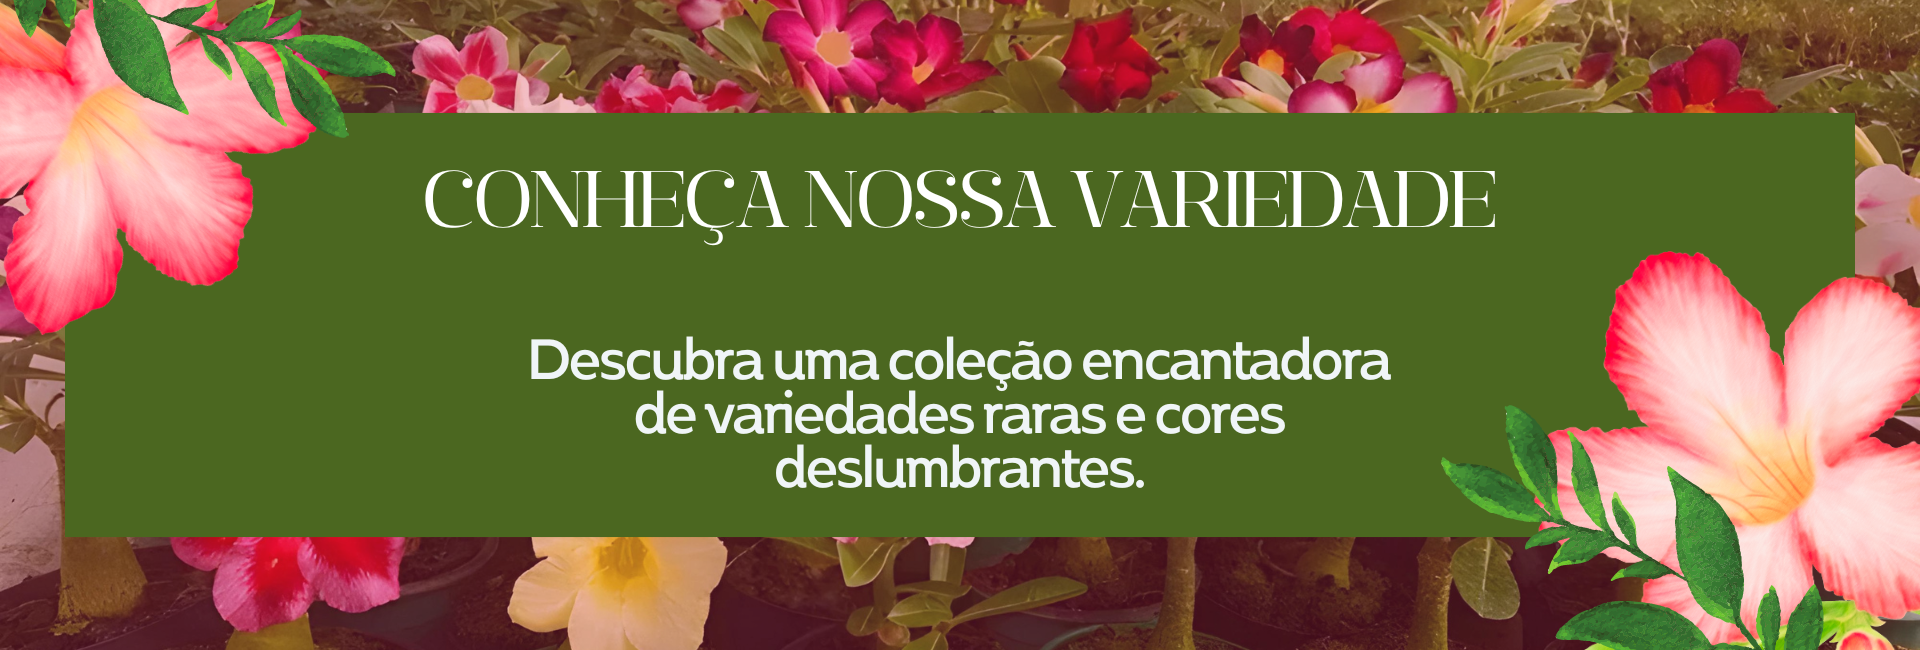 CONHEÇA NOSSA VARIEDADE
Descubra uma coleção encantadora
de variedades raras e cores
deslumbrantes.